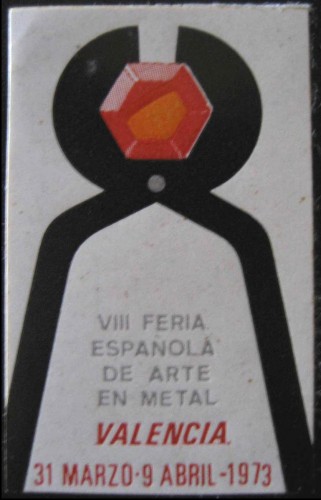 VIII FERIA
ESPAÑOLA
DE ARTE
EN METAL
VALENCIA.
31 MARZO-9 ABRIL-1973